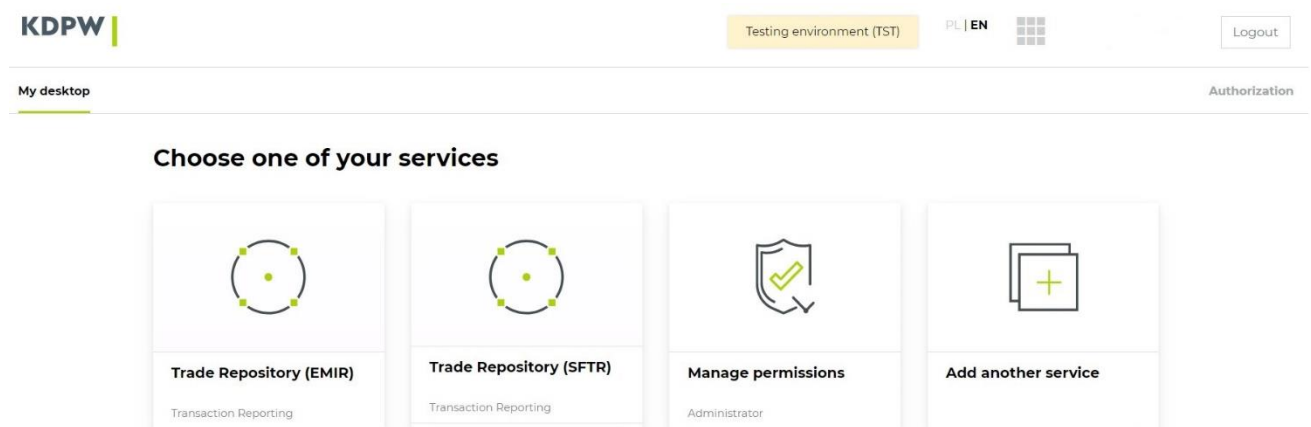 KDPW
Testing environment (TST)
PL | EN
Logout
My desktop
Authorization
Choose one of your services
Trade Repository (EMIR)
Transaction Reporting
Trade Repository (SFTR)
Transaction Reporting
Manage permissions
Administrator
Add another service